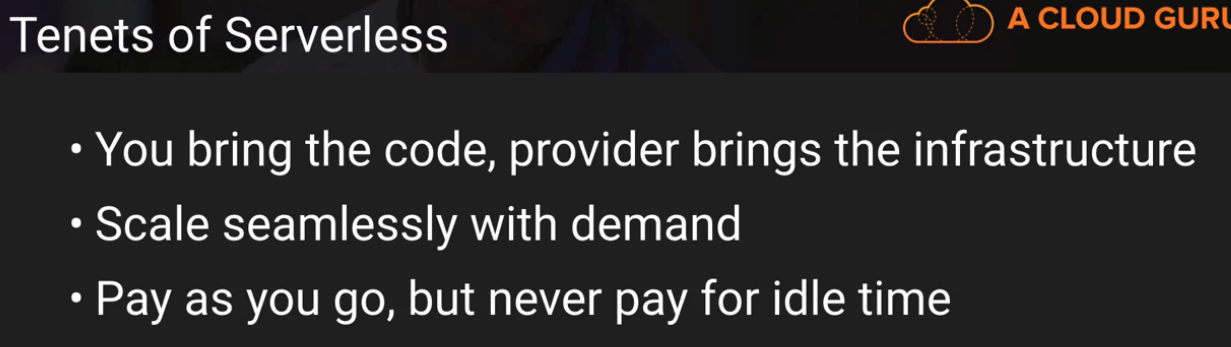 Tenets of Serverless
A CLOUD GURU
• You bring the code, provider brings the infrastructure
• Scale seamlessly with demand
• Pay as you go, but never pay for idle time